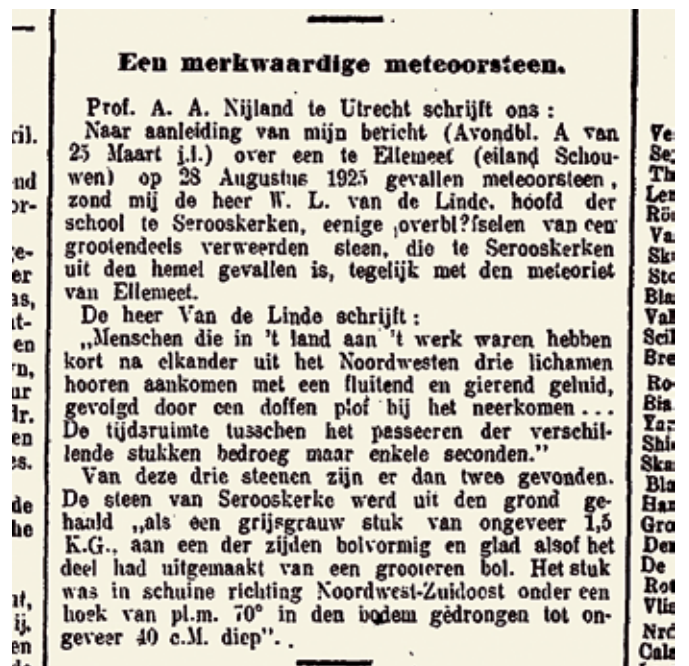 Een merkwaardige meteoorsteen.
Prof. A. A. Nijland te Utrecht schrijft ons :
Naar aanleiding van mijn bericht (Avondbl. A van
25 Maart j.l.) over een te Ellemeet (eiland Schou-
wen) op 28 Augustus 1925 gevallen meteoorsteen,
zond mij de heer W. L. van de Linde, hoofd der
school te Serooskerken, eenige overbl?fselen van een
grootendeels verweerden steen, die te Serooskerken
uit den hemel gevallen is, tegelijk met den meteoriet
van Ellemeet.
De heer Van de Linde schrijft :
„Menschen die in 't land aan 't werk waren hebben
kort na elkander uit het Noordwesten drie lichamen
hooren aankomen met een fluitend en gierend geluid,
gevolgd door een doffen plof bij het neerkomen ...
De tijdsruimte tusschen het passeeren der verschil-
lende stukken bedroeg maar enkele seconden.”
Van deze drie steenen zijn er dan twee gevonden.
De steen van Serooskerke werd uit den grond ge-
haald „als een grijsgrauw stuk van ongeveer 1,5
K.G., aan een der zijden bolvormig en glad alsof het
deel had uitgemaakt van een grooteren bol. Het stuk
was in schuine richting Noordwest-Zuidoost onder een
hoek van pl.m. 70° in den bodem gedrongen tot on-
geveer 40 c.M. diep”..